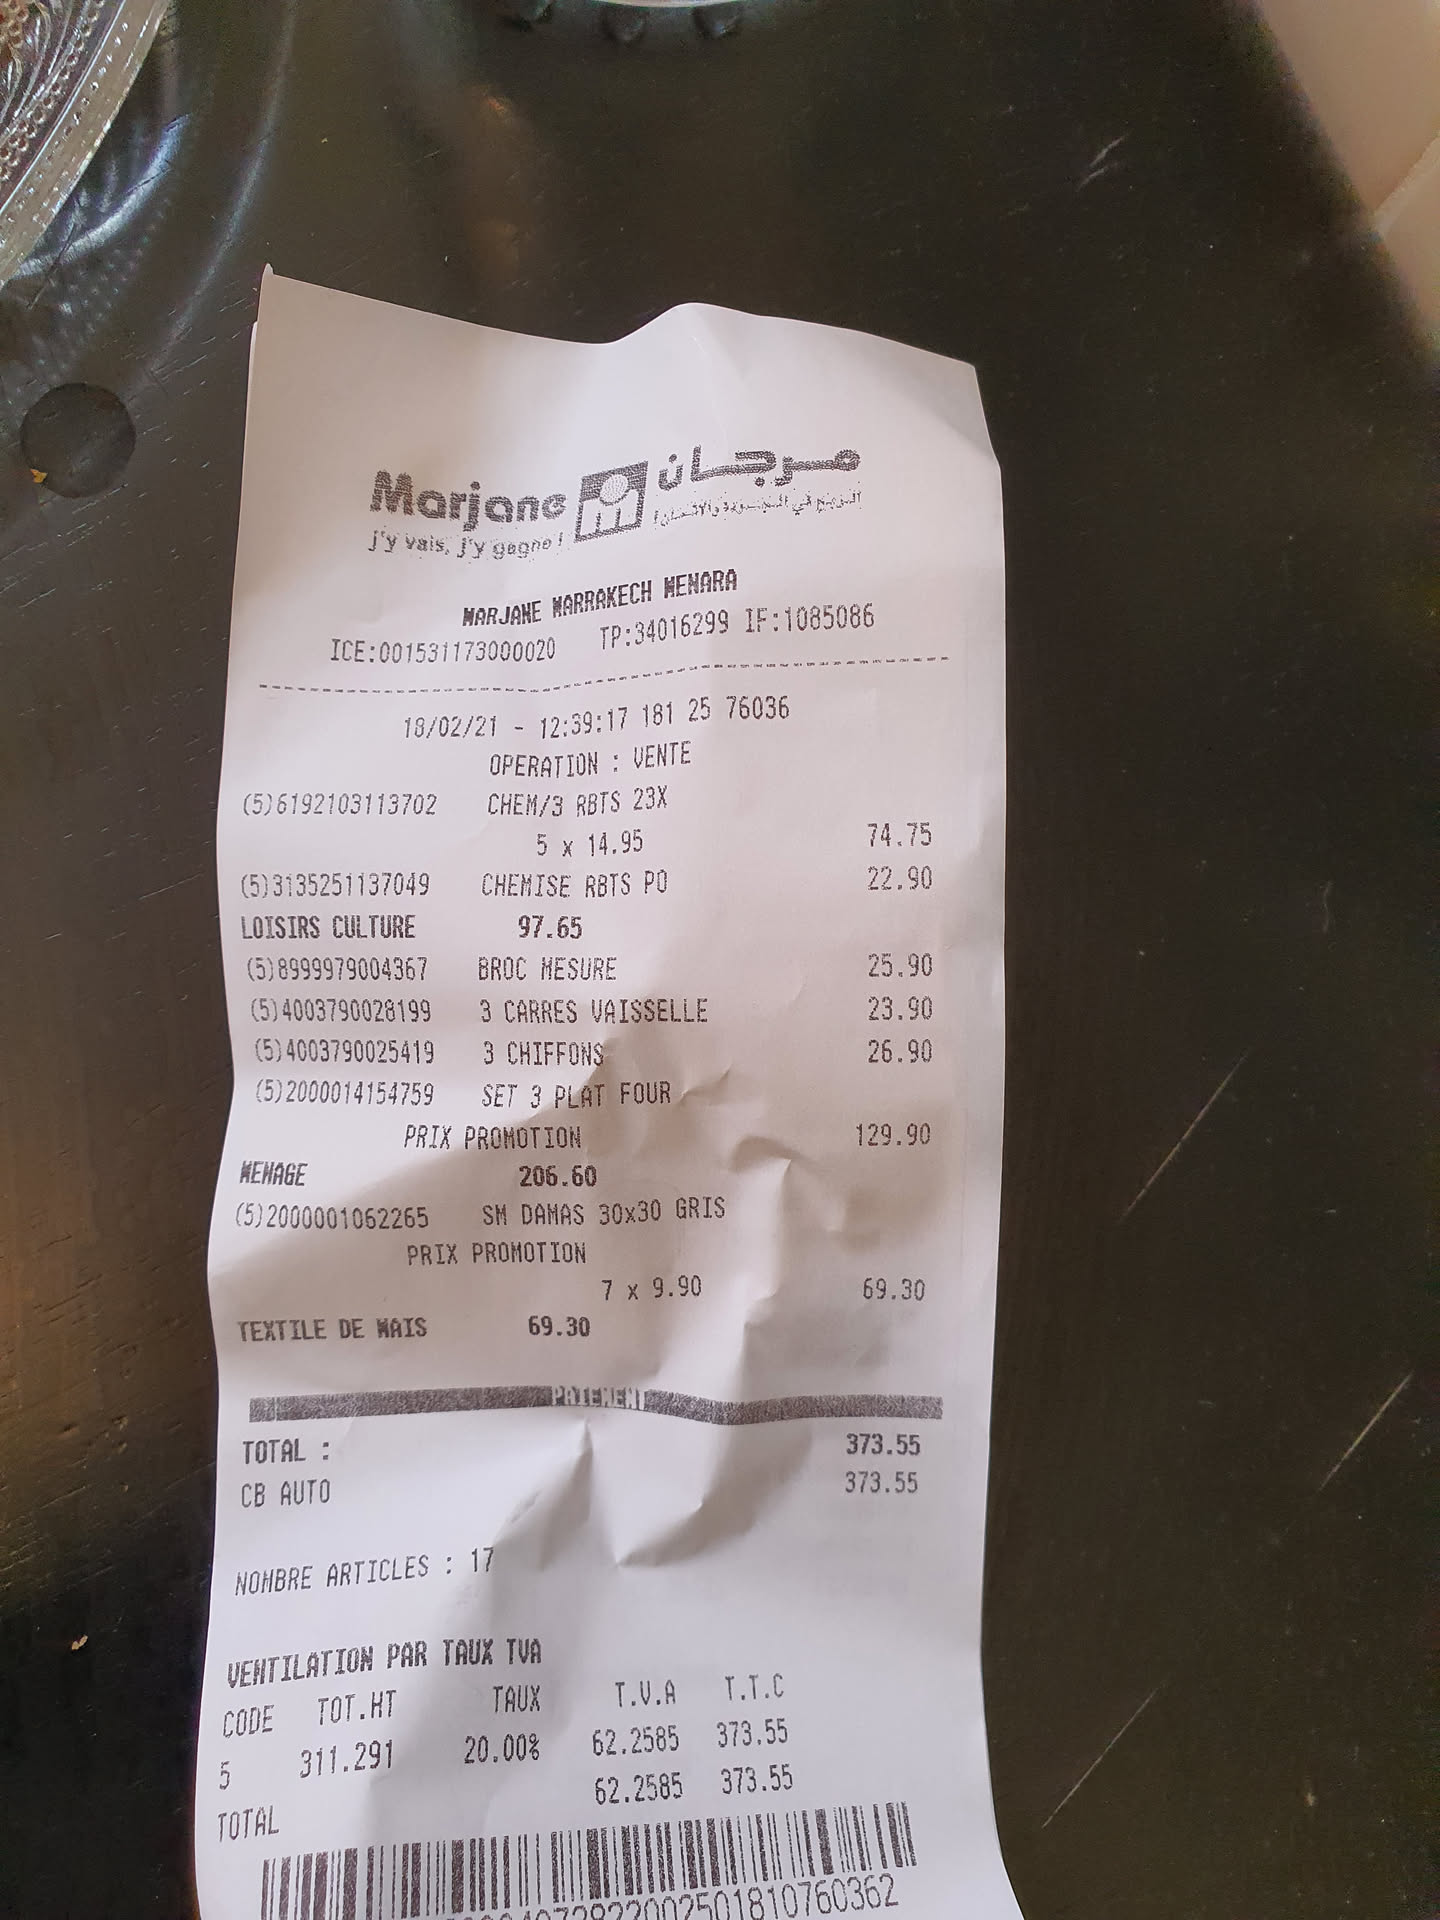 Marjane مرجان
j'y vais, j'y gagne !
MARJANE MARRAKECH MENARA
ICE:001531173000020 TP:34016299 IF:1085086
18/02/21 - 12:39:17 181 25 76036
OPERATION : VENTE
(5)6192103113702 CHEM/3 RBTS 23X
5 x 14.95 74.75
(5)3135251137049 CHEMISE RBTS PO 22.90
LOISIRS CULTURE 97.65
(5)8999979004367 BROC MESURE 25.90
(5)4003790028199 3 CARRES VAISSELLE 23.90
(5)4003790025419 3 CHIFFONS 26.90
(5)2000014154759 SET 3 PLAT FOUR
PRIX PROMOTION 129.90
MENAGE 206.60
(5)2000001062265 SM DAMAS 30x30 GRIS
PRIX PROMOTION
7 x 9.90 69.30
TEXTILE DE MAIS 69.30
PAIEMENT
TOTAL : 373.55
CB AUTO 373.55
NOMBRE ARTICLES : 17
VENTILATION PAR TAUX TVA
CODE TOT.HT TAUX T.V.A T.T.C
5 311.291 20.00% 62.2585 373.55
TOTAL 62.2585 373.55